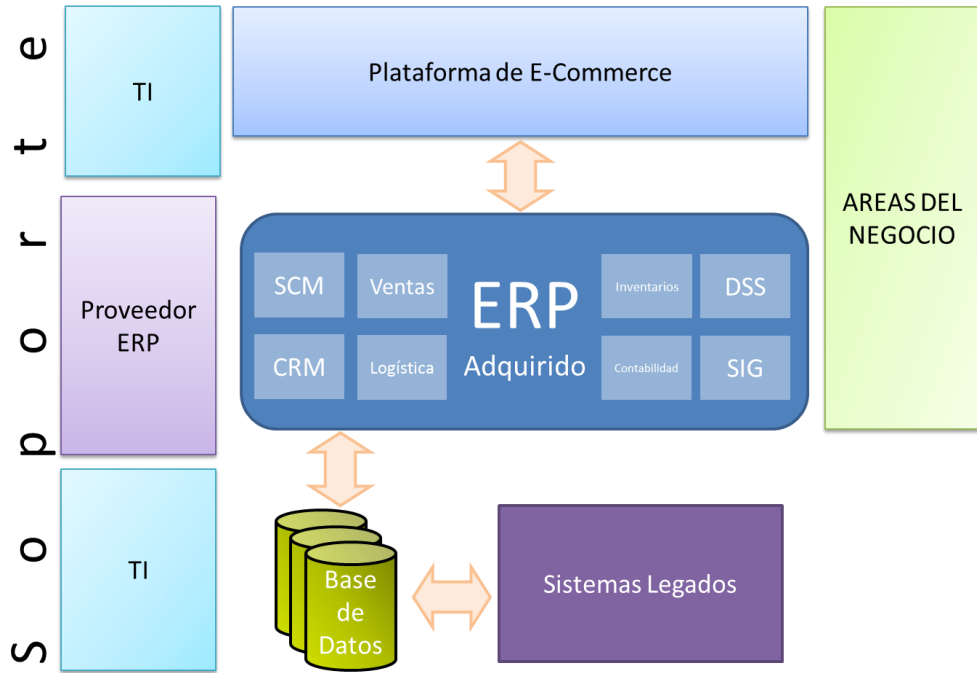 Soporte
TI
Plataforma de E-Commerce
AREAS DEL
NEGOCIO
Proveedor
ERP
SCM
Ventas
CRM
Logística
ERP
Adquirido
Inventarios
DSS
Contabilidad
SIG
TI
Base
de
Datos
Sistemas Legados